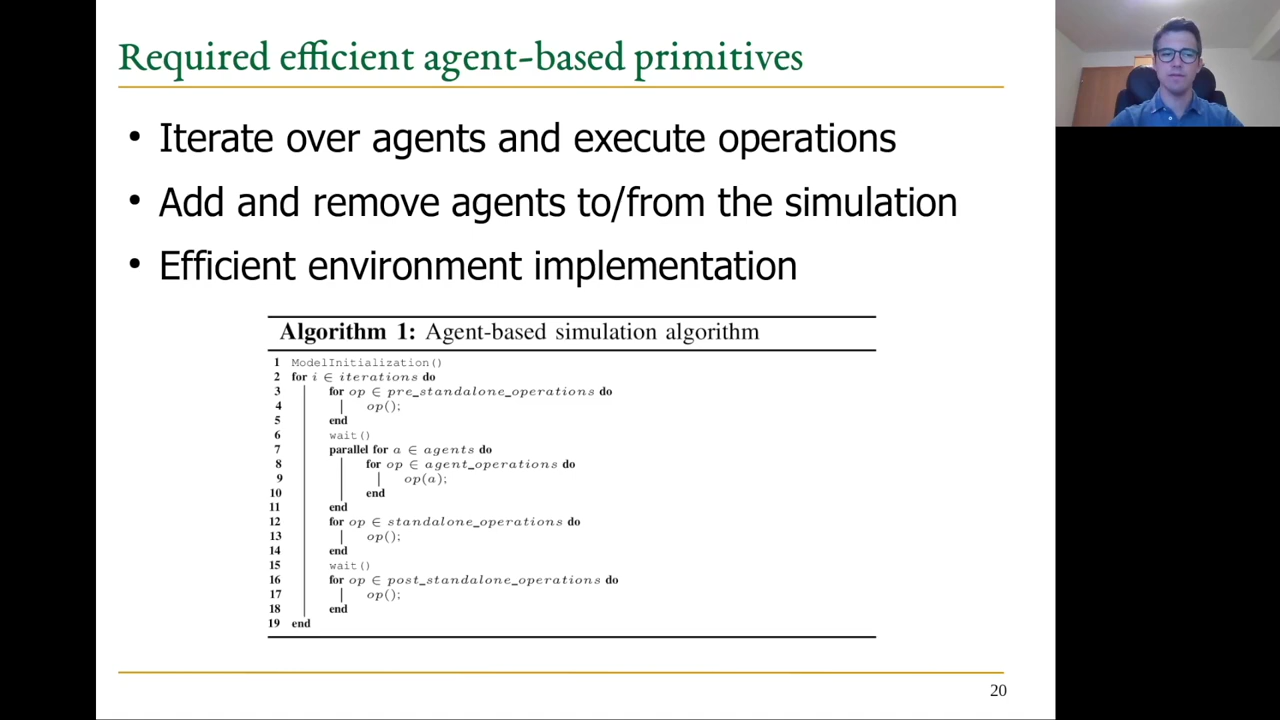 Required efficient agent-based primitives
• Iterate over agents and execute operations
• Add and remove agents to/from the simulation
• Efficient environment implementation
Algorithm 1: Agent-based simulation algorithm
1 ModelInitialization()
2 for i ∈ iterations do
3 for op ∈ pre_standalone_operations do
4 op();
5 end
6 wait()
7 parallel for a ∈ agents do
8 for op ∈ agent_operations do
9 op(a);
10 end
11 end
12 for op ∈ standalone_operations do
13 op();
14 end
15 wait()
16 for op ∈ post_standalone_operations do
17 op();
18 end
19 end
20